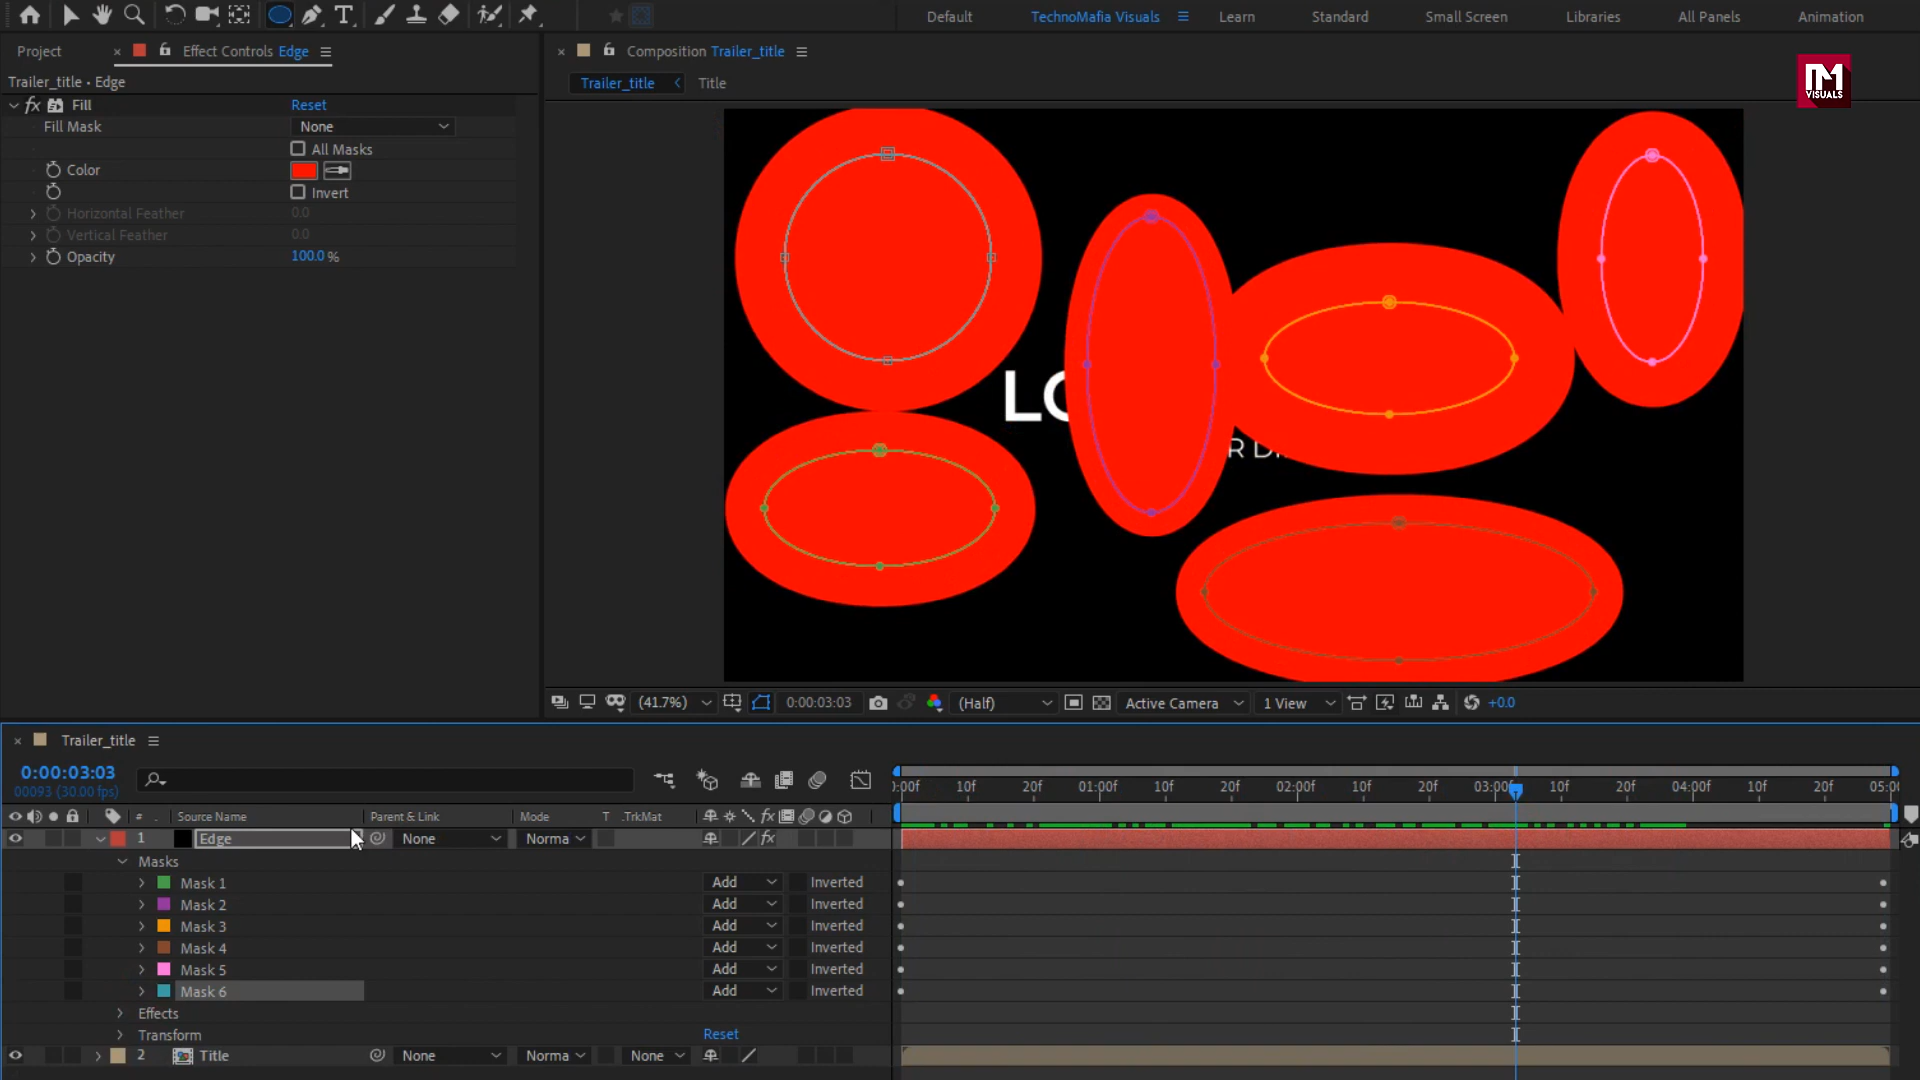 Default TechnoMafia Visuals Learn Standard Small Screen Libraries All Panels Animation
Project Effect Controls Edge
Composition Trailer_title
Trailer_title • Edge
Trailer_title Title
M
VISUALS
fx Fill Reset
Fill Mask None
All Masks
Color
Invert
Horizontal Feather 0.0
Vertical Feather 0.0
Opacity 100.0 %
LO
R DI
(41.7%) 0:00:03:03 (Half) Active Camera 1 View +0.0
Trailer_title
0:00:03:03
00093 (30.00 fps)
:00f 10f 20f 01:00f 10f 20f 02:00f 10f 20f 03:00f 10f 20f 04:00f 10f 20f 05:0
# Source Name Parent & Link Mode T .TrkMat fx
1 Edge None Norma fx
Masks
Mask 1 Add Inverted
Mask 2 Add Inverted
Mask 3 Add Inverted
Mask 4 Add Inverted
Mask 5 Add Inverted
Mask 6 Add Inverted
Effects
Transform Reset
2 Title None Norma None